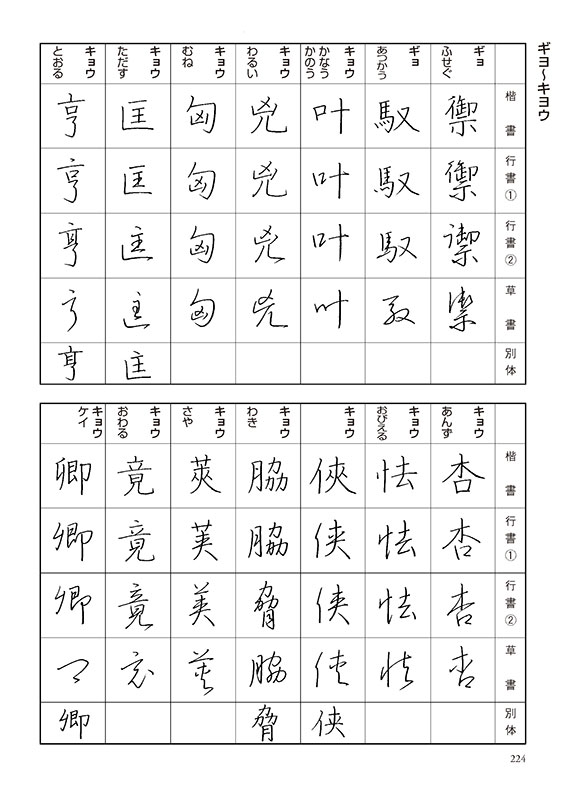 ギヨ〜キヨウ
楷書
行書①
行書②
草書
別体
ギョ
ふせぐ
禦
禦
禦
禦
ギョ
あつかう
馭
馭
馭
馭
キョウ
かなう
かのう
叶
叶
叶
叶
キョウ
わるい
兇
兇
兇
兇
キョウ
むね
匈
匈
匈
匈
キョウ
ただす
匡
匡
匡
匡
匡
キョウ
とおる
亨
亨
亨
亨
亨
楷書
行書①
行書②
草書
別体
キョウ
あんず
杏
杏
杏
杏
キョウ
おびえる
怯
怯
怯
怯
キョウ
俠
侠
侠
侠
侠
キョウ
わき
脇
脇
脅
脇
脅
キョウ
さや
莢
莢
莢
莢
キョウ
おわる
竟
竟
竟
竟
キョウ
ケイ
卿
卿
卿
卿
卿
224